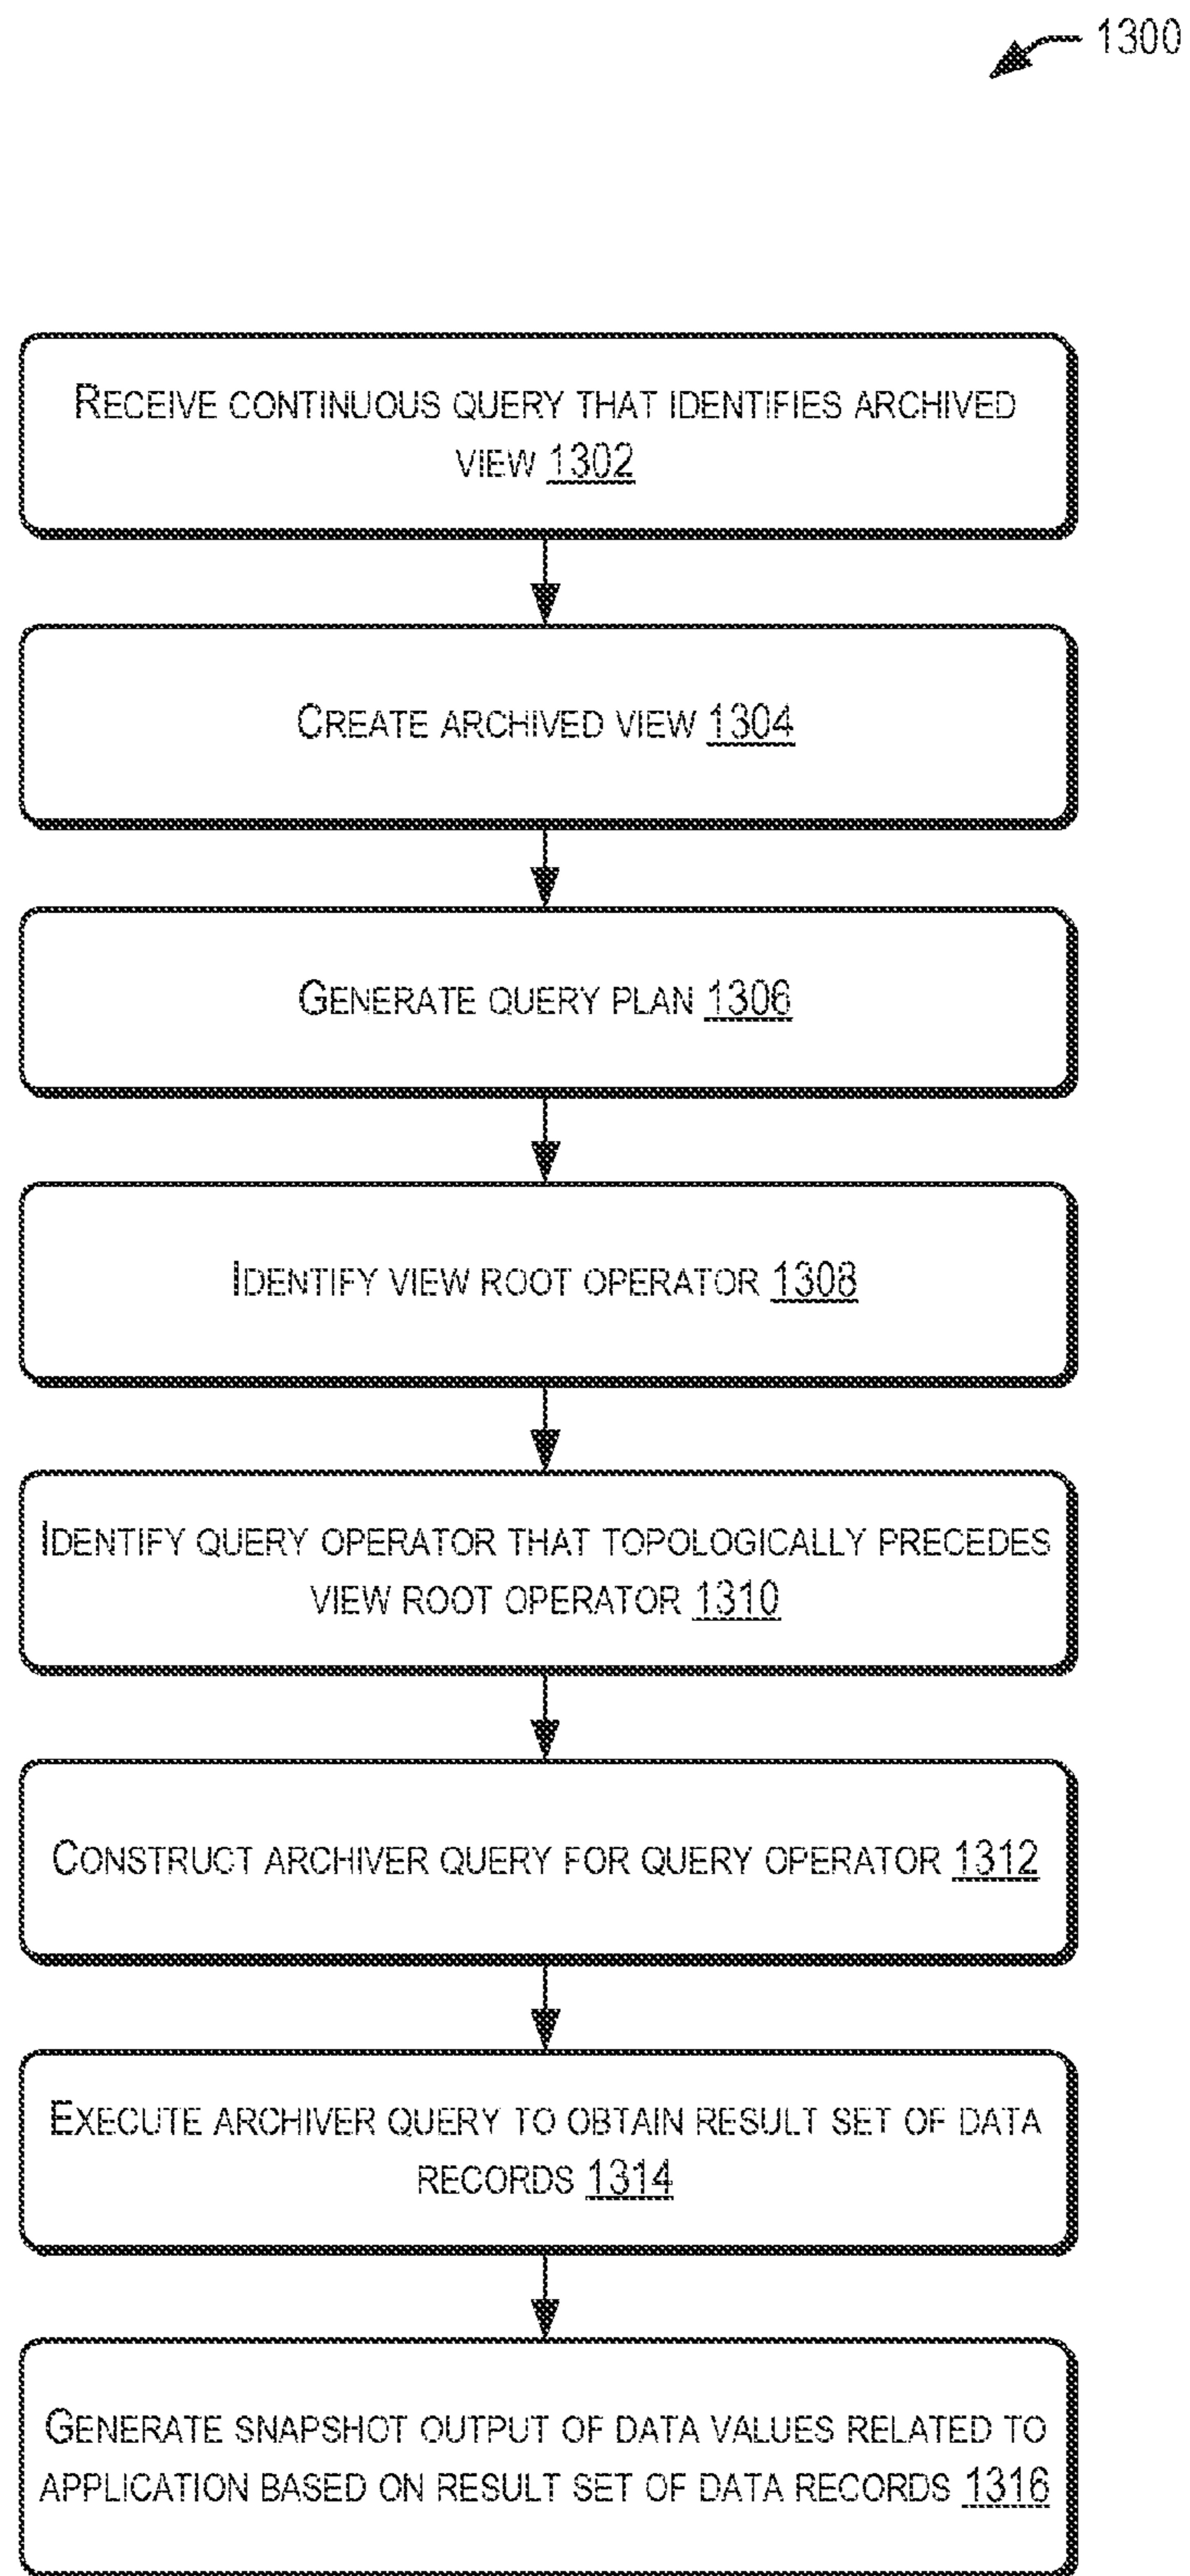 1300
RECEIVE CONTINUOUS QUERY THAT IDENTIFIES ARCHIVED
VIEW 1302
CREATE ARCHIVED VIEW 1304
GENERATE QUERY PLAN 1306
IDENTIFY VIEW ROOT OPERATOR 1308
IDENTIFY QUERY OPERATOR THAT TOPOLOGICALLY PRECEDES
VIEW ROOT OPERATOR 1310
CONSTRUCT ARCHIVER QUERY FOR QUERY OPERATOR 1312
EXECUTE ARCHIVER QUERY TO OBTAIN RESULT SET OF DATA
RECORDS 1314
GENERATE SNAPSHOT OUTPUT OF DATA VALUES RELATED TO
APPLICATION BASED ON RESULT SET OF DATA RECORDS 1316